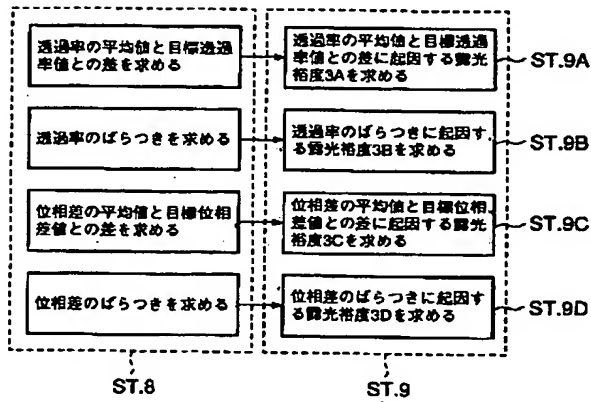 透過率の平均値と目標透過
率値との差を求める
透過率の平均値と目標透過
率値との差に起因する露光
裕度3Aを求める
ST.9A
透過率のばらつきを求める
透過率のばらつきに起因す
る露光裕度3Bを求める
ST.9B
位相差の平均値と目標位相
差値との差を求める
位相差の平均値と目標位相
差値との差に起因する露光
裕度3Cを求める
ST.9C
位相差のばらつきを求める
位相差のばらつきに起因す
る露光裕度3Dを求める
ST.9D
ST.8
ST.9